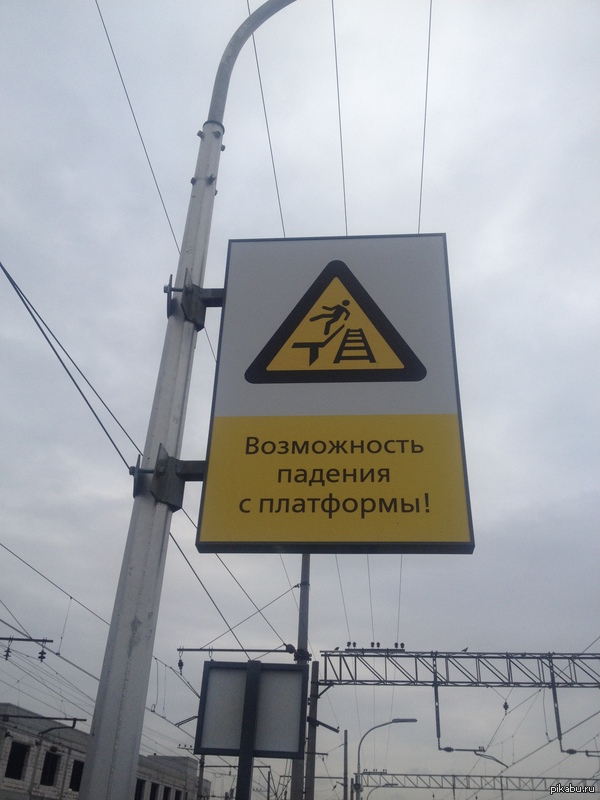 Возможность
падения
с платформы!
pikabu.ru